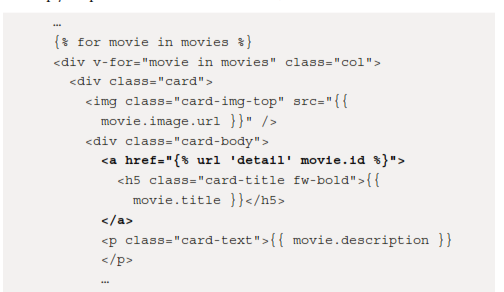 …
{% for movie in movies %}
<div v-for="movie in movies" class="col">
<div class="card">
<img class="card-img-top" src="{{
movie.image.url }}" />
<div class="card-body">
<a href="{% url 'detail' movie.id %}">
<h5 class="card-title fw-bold">{{
movie.title }}</h5>
</a>
<p class="card-text">{{ movie.description }}
</p>
…